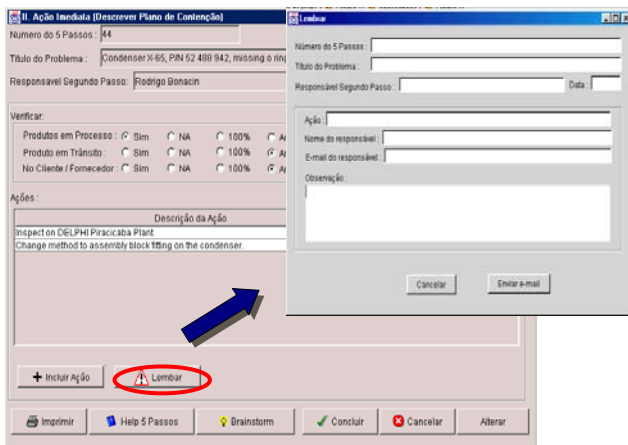 II. Ação Imediata (Descrever Plano de Contenção)
Numero do 5 Passos : 44
Título do Problema : Condenser X-65, P/N 52 488 942, missing o ring
Responsavel Segundo Passo: Rodrigo Bonacin
Verificar:
Produtos em Processo : Sim NA 100%
Produto em Trânsito : Sim NA 100%
No Cliente / Fornecedor : Sim NA 100%
Ações :
Descrição da Ação
Inspect on DELPHI Piracicaba Plant.
Change method to assembly block fitting on the condenser.
Incluir Ação Lembar
Imprimir Help 5 Passos Brainstorm Concluir Cancelar Alterar
Lembrar
Número do 5 Passos :
Título do Problema :
Responsável Segundo Passo : Data :
Ação :
Nome do responsável :
E-mail do responsável :
Observação :
Cancelar Enviar e-mail